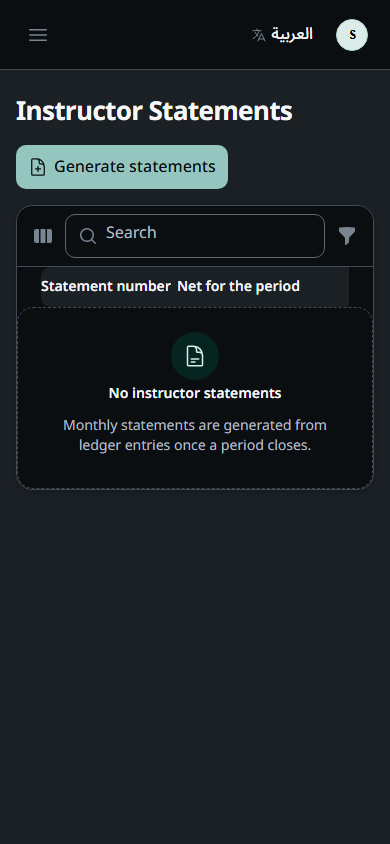 العربية
S
Instructor Statements
Generate statements
Search
Statement number Net for the period
No instructor statements
Monthly statements are generated from
ledger entries once a period closes.